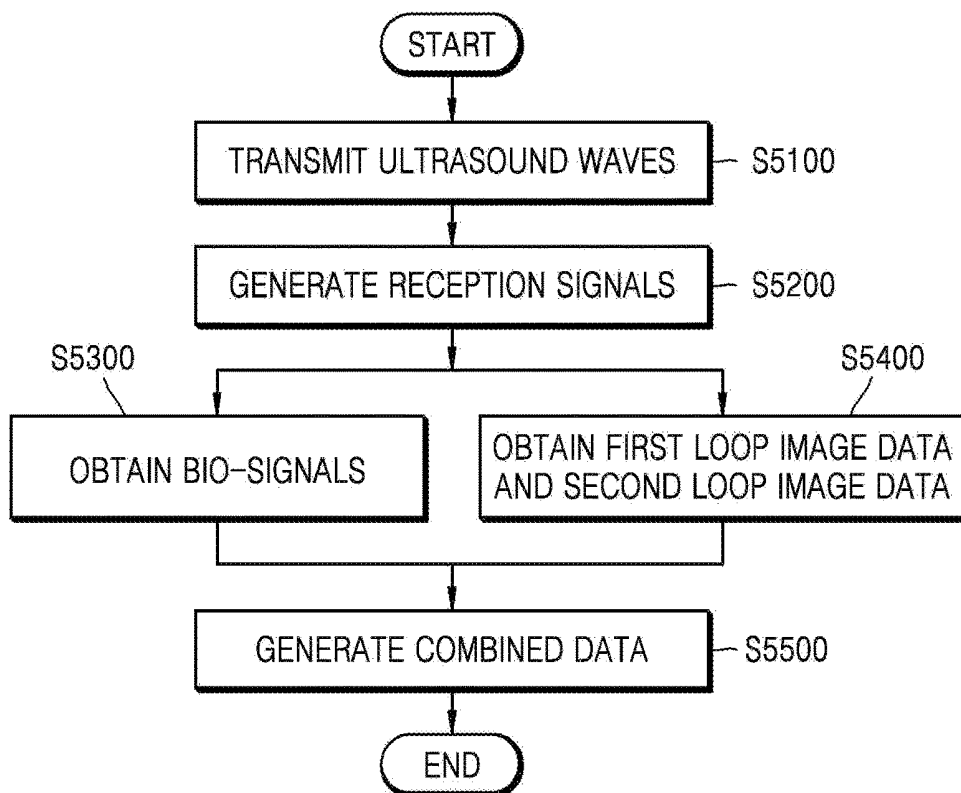 START
TRANSMIT ULTRASOUND WAVES
S5100
GENERATE RECEPTION SIGNALS
S5200
S5300
S5400
OBTAIN BIO-SIGNALS
OBTAIN FIRST LOOP IMAGE DATA
AND SECOND LOOP IMAGE DATA
GENERATE COMBINED DATA
S5500
END